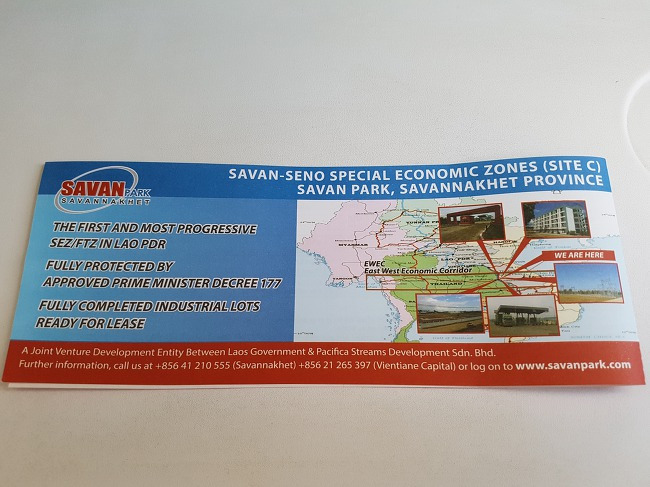 SAVAN PARK
SAVANNAKHET
SAVAN-SENO SPECIAL ECONOMIC ZONES (SITE C)
SAVAN PARK, SAVANNAKHET PROVINCE
THE FIRST AND MOST PROGRESSIVE
SEZ/FTZ IN LAO PDR
FULLY PROTECTED BY
APPROVED PRIME MINISTER DECREE 177
FULLY COMPLETED INDUSTRIAL LOTS
READY FOR LEASE
MYANMAR
LAO PDR
WE ARE HERE
EWEC
East West Economic Corridor
THAILAND
A Joint Venture Development Entity Between Laos Government & Pacifica Streams Development Sdn. Bhd.
Further information, call us at +856 41 210 555 (Savannakhet) +856 21 265 397 (Vientiane Capital) or log on to www.savanpark.com